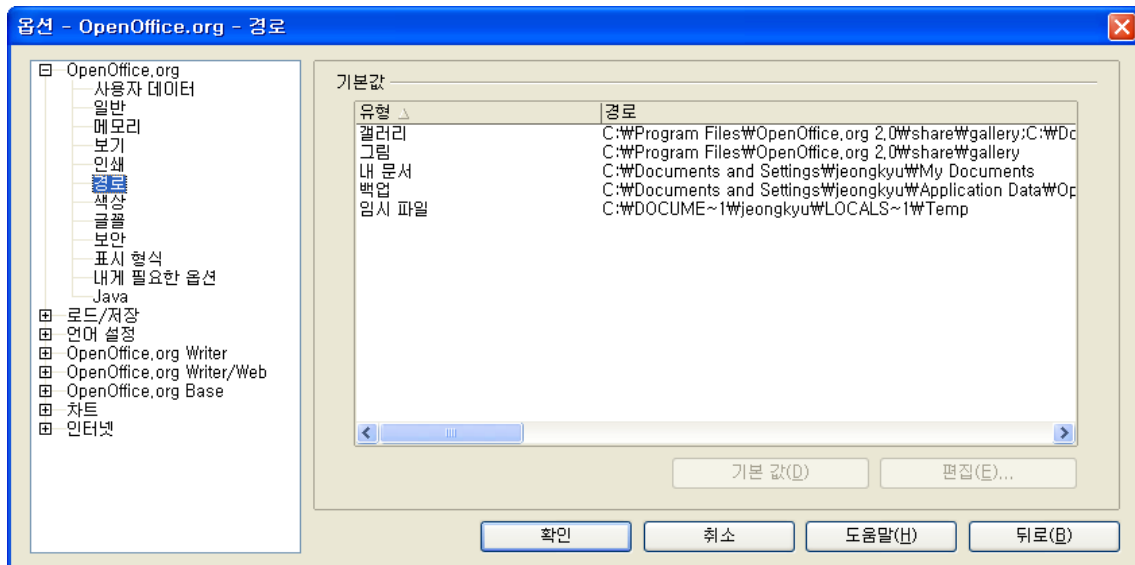 옵션 - OpenOffice.org - 경로
OpenOffice.org
사용자 데이터
일반
메모리
보기
인쇄
경로
색상
글꼴
보안
표시 형식
내게 필요한 옵션
Java
로드/저장
언어 설정
OpenOffice.org Writer
OpenOffice.org Writer/Web
OpenOffice.org Base
차트
인터넷
기본값
유형 경로
갤러리 C:₩Program Files₩OpenOffice.org 2.0₩share₩gallery;C:₩Do
그림 C:₩Program Files₩OpenOffice.org 2.0₩share₩gallery
내 문서 C:₩Documents and Settings₩jeongkyu₩My Documents
백업 C:₩Documents and Settings₩jeongkyu₩Application Data₩Op
임시 파일 C:₩DOCUME~1₩jeongkyu₩LOCALS~1₩Temp
기본 값(D) 편집(E)...
확인 취소 도움말(H) 뒤로(B)